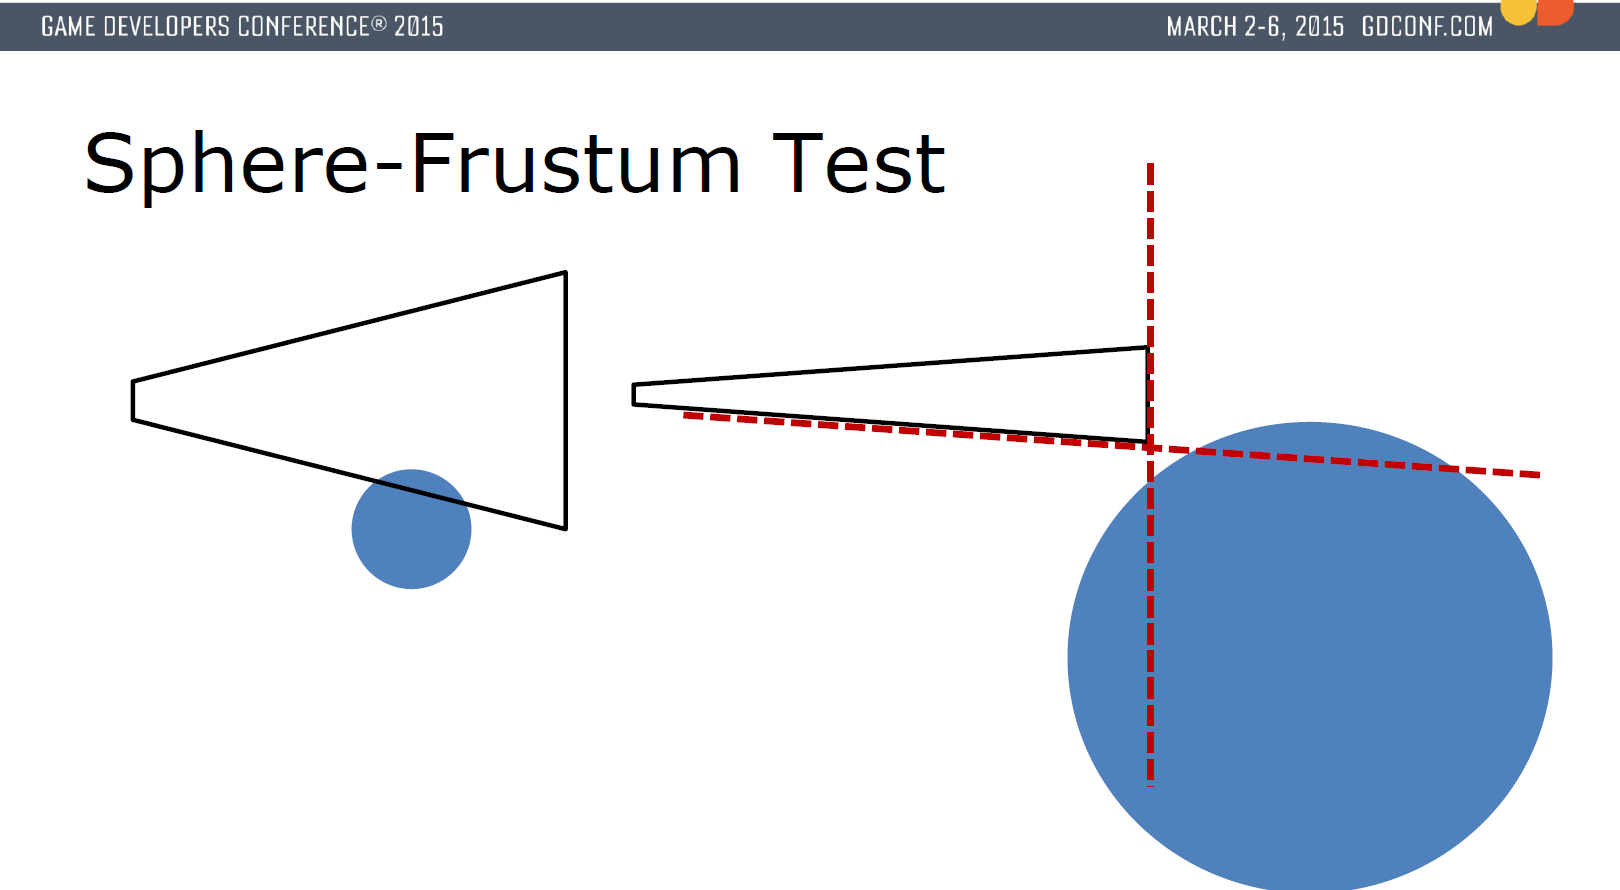 GAME DEVELOPERS CONFERENCE® 2015
MARCH 2-6, 2015 GDCONF.COM
Sphere-Frustum Test